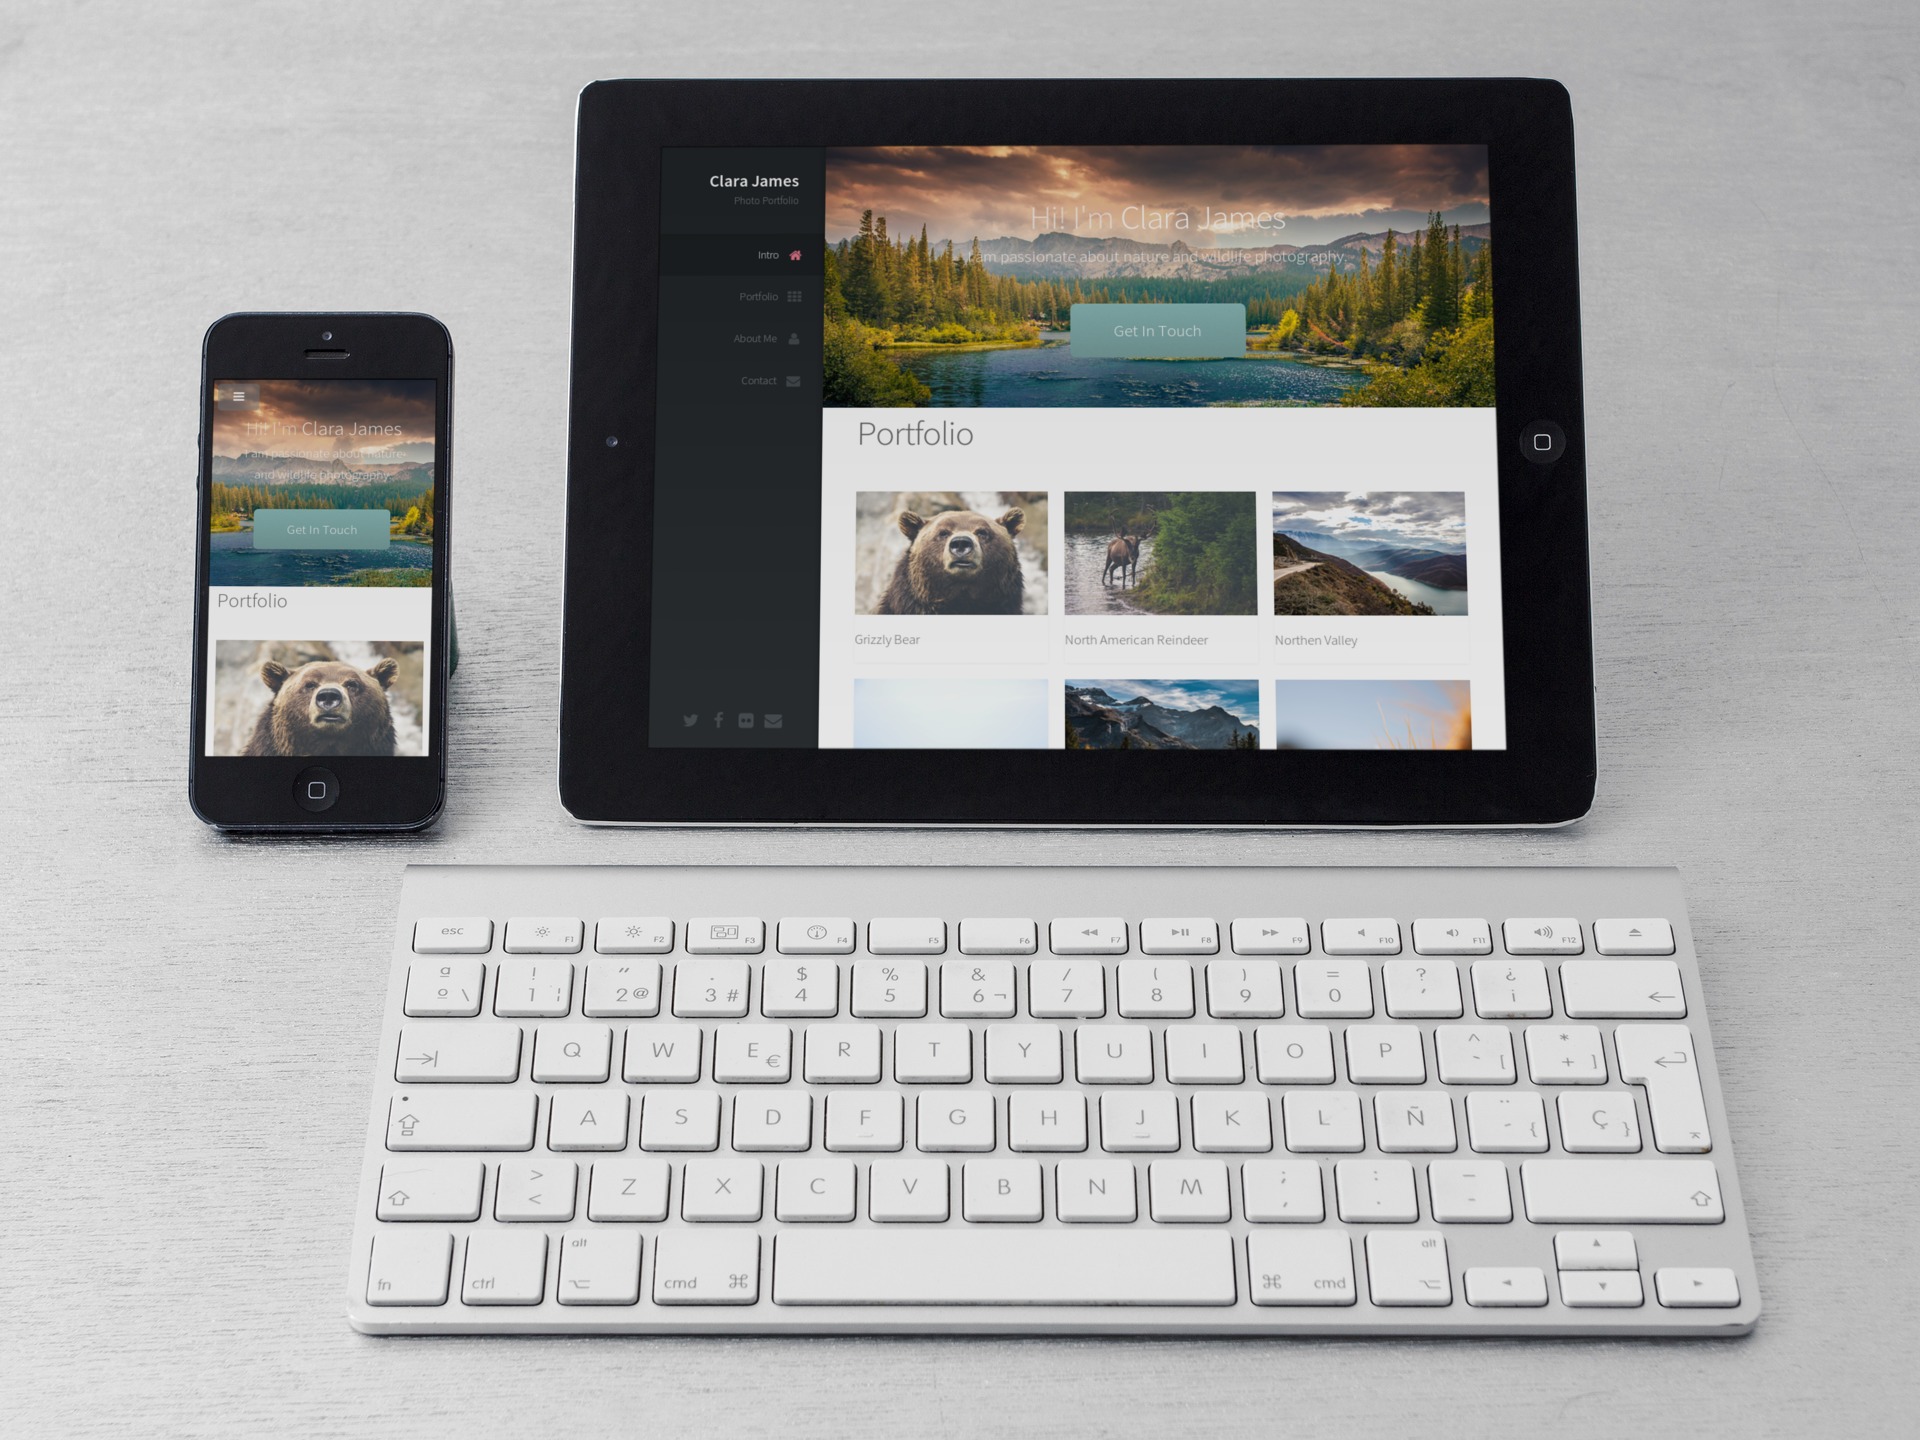 Clara James
Photo Portfolio
Intro
Portfolio
About Me
Contact
Hi! I'm Clara James
I am passionate about nature and wildlife photography.
Get In Touch
Portfolio
Grizzly Bear
North American Reindeer
Northen Valley
Hi! I'm Clara James
I am passionate about nature
and wildlife photography.
Get In Touch
Portfolio
esc F1 F2 F3 F4 F5 F6 F7 F8 F9 F10 F11 F12
ª ! " · $ % & / ( ) = ? ¿
º \ 1 ¦ 2 @ 3 # 4 5 6 ¬ 7 8 9 0 ' ¡
Q W E € R T Y U I O P ^ ` [ * + ]
A S D F G H J K L Ñ ¨ ´ { Ç }
> < Z X C V B N M ; , : . _ -
fn ctrl alt cmd ⌘ ⌘ cmd alt